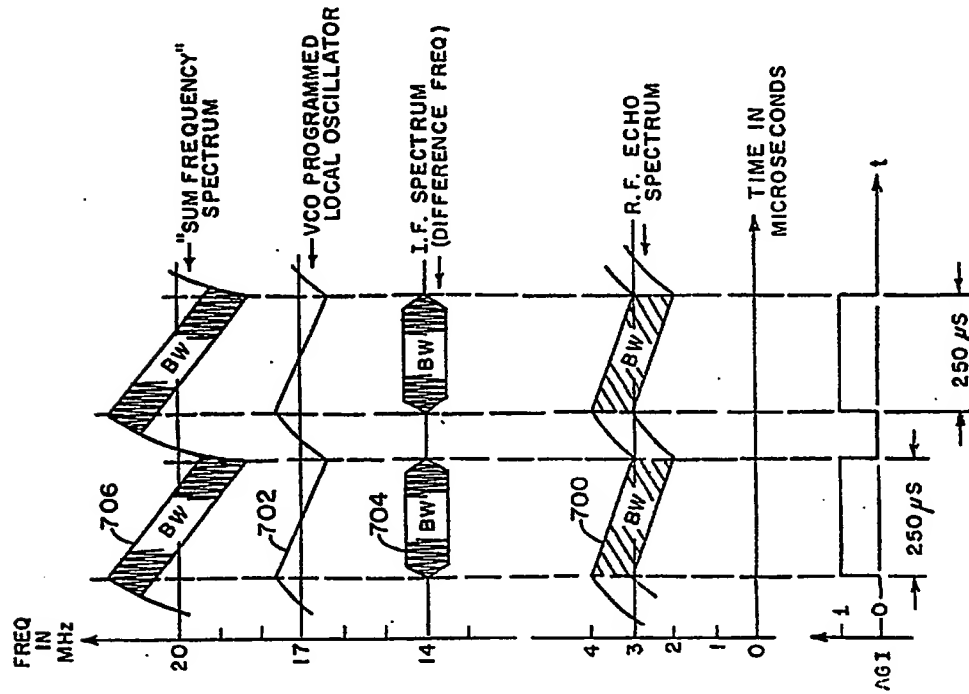 FREQ
IN
MHz
20
17
14
4
3
2
1
0
706
BW
BW
"SUM FREQUENCY"
SPECTRUM
702
VCO PROGRAMMED
LOCAL OSCILLATOR
704
BW
BW
I.F. SPECTRUM
(DIFFERENCE FREQ)
700
BW
BW
R.F. ECHO
SPECTRUM
TIME IN
MICROSECONDS
AGI
1
0
t
250 µS
250 µS